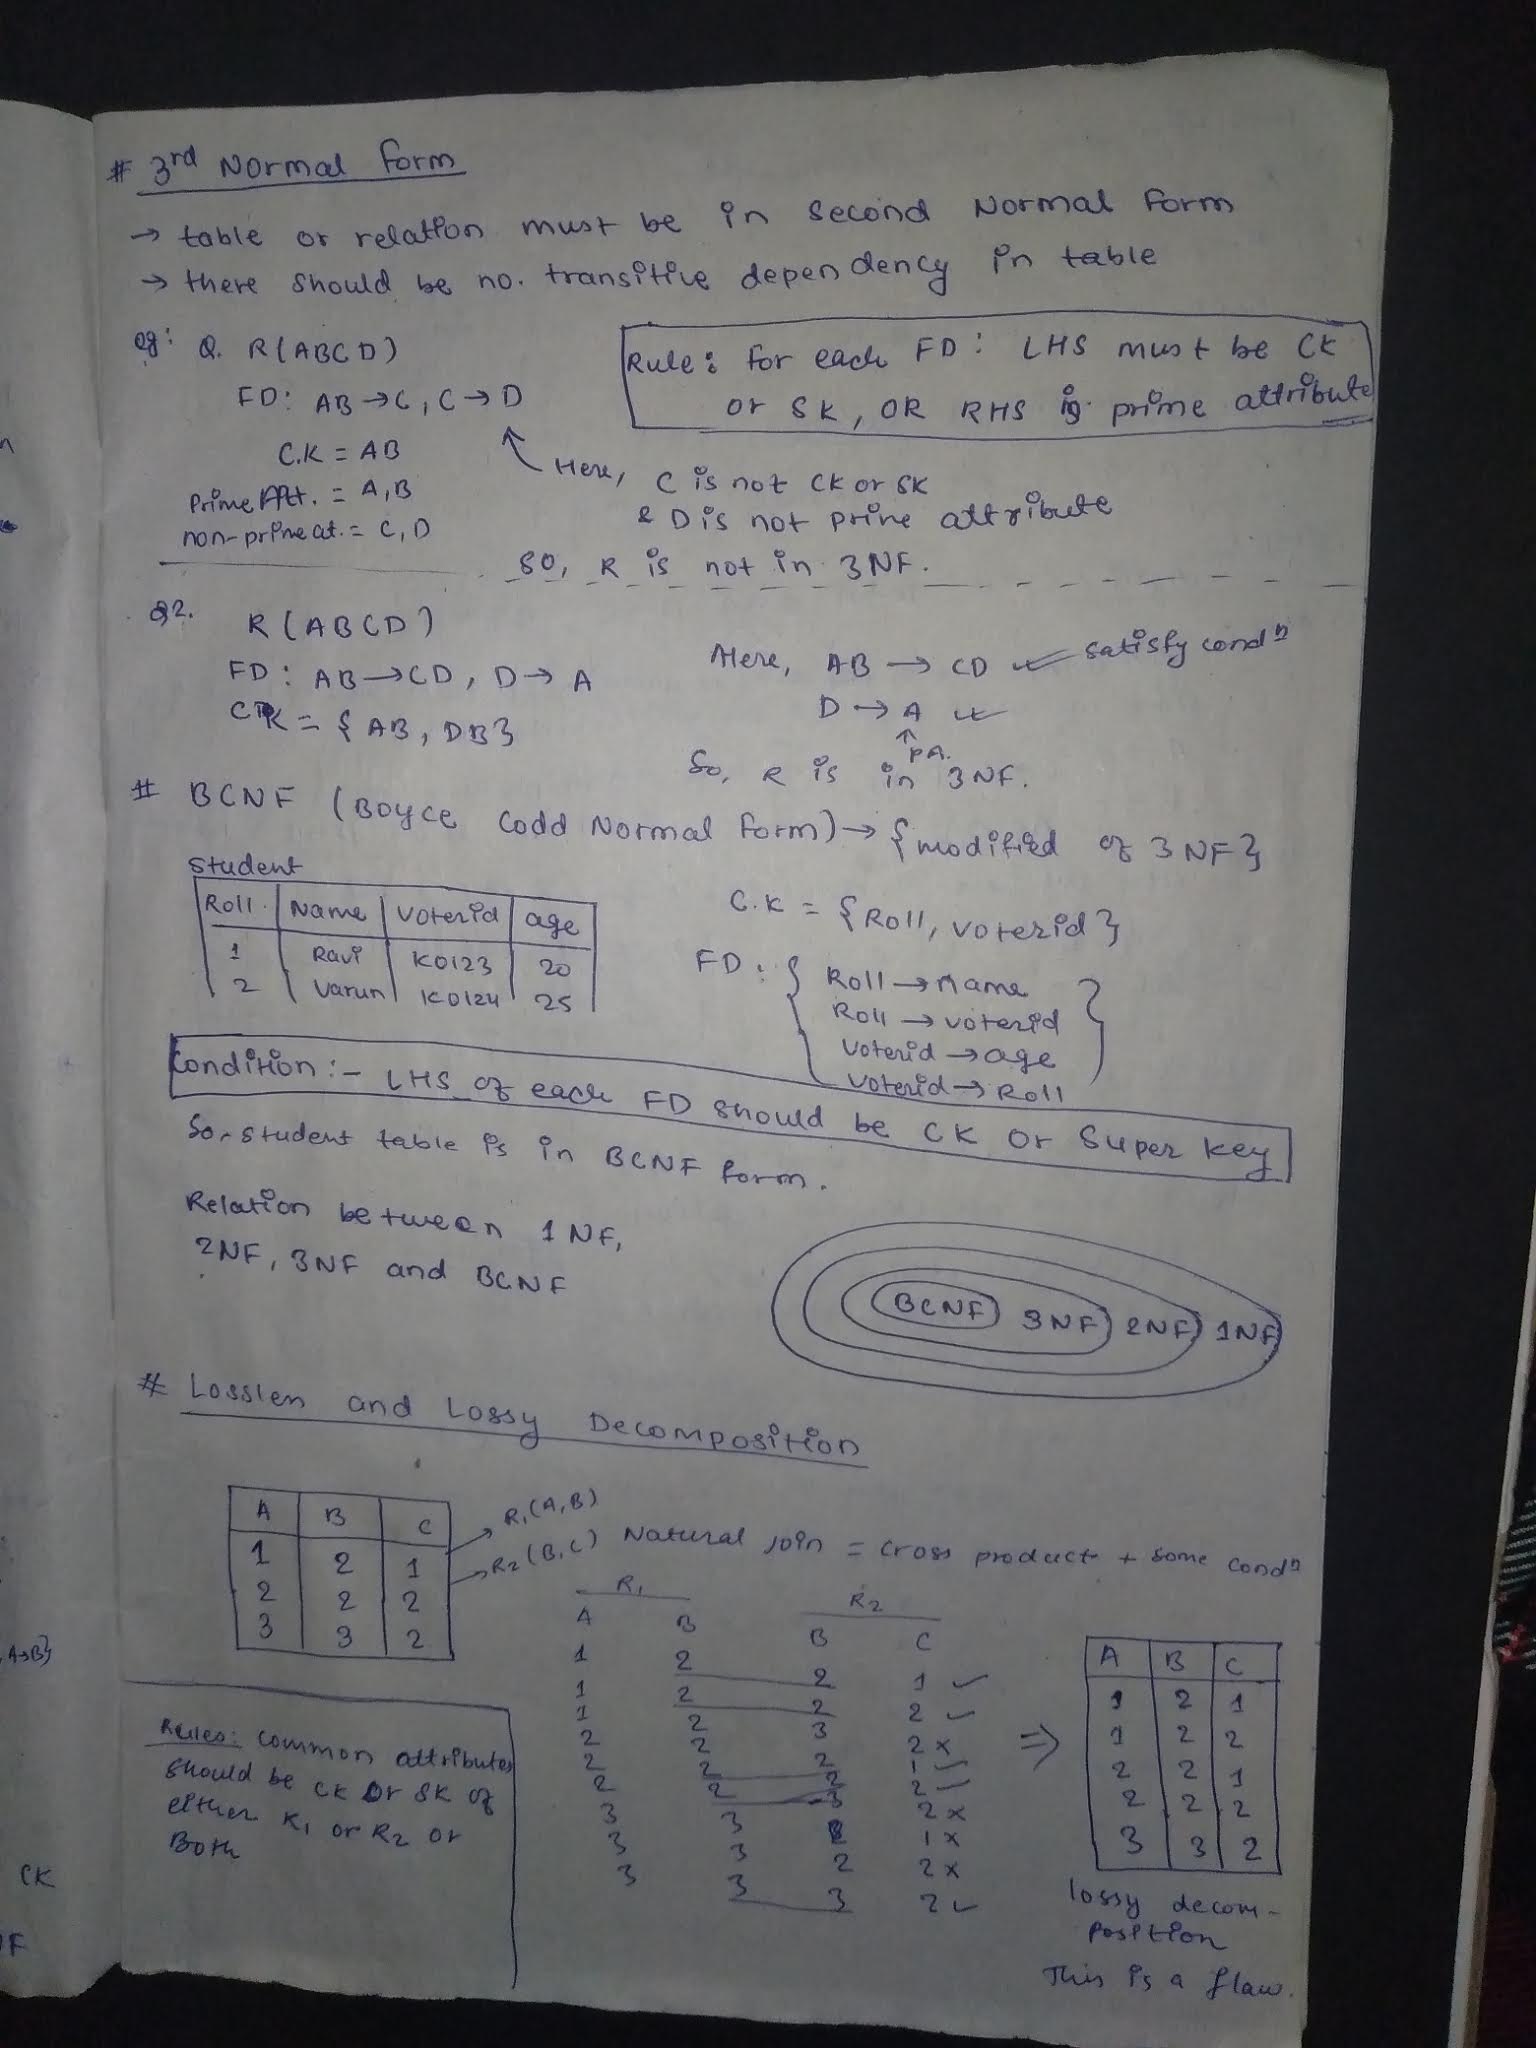 # 3rd Normal Form
→ table or relation must be in Second Normal Form
→ there should be no. transitive dependency in table
eg: Q. R(ABCD)
FD: AB→C, C→D
C.K = AB
Prime Att. = A,B
non-prime at. = C, D
Rule: for each FD: LHS must be CK
or SK, OR RHS is prime attribute
Here, C is not CK or SK
& D is not prime attribute
So, R is not in 3NF.
Q2. R(ABCD)
FD: AB→CD, D→A
CK = {AB, DB}
Here, AB → CD ✓ satisfy condn
D → A ✓
↑ P.A.
So, R is in 3NF.
# BCNF (Boyce Codd Normal Form)→ {modified of 3NF}
Student
Roll Name Voterid age
1 Ravi K0123 20
2 Varun K0124 25
C.K = {Roll, voterid}
FD: { Roll → name
Roll → voterid
Voterid → age
Voterid → Roll }
Condition :- LHS of each FD should be CK or Super key
So, student table is in BCNF form.
Relation between 1NF,
2NF, 3NF and BCNF
BCNF 3NF 2NF 1NF
# Lossless and Lossy Decomposition
A B C
1 2 1
2 2 2
3 3 2
R1(A,B)
R2(B,C) Natural join = cross product + some condn
R1 R2
A B B C
1 2 2 1 ✓
1 2 2 2 ✓
1 2 3 2 ×
2 2 2 1 ✓
2 2 2 2 ✓
2 2 3 2 ×
3 3 2 1 ×
3 3 2 2 ×
3 3 3 2 ✓
⇒
A B C
1 2 1
1 2 2
2 2 1
2 2 2
3 3 2
lossy decom-
position
This is a flaw.
Rules: common attributes
should be CK or SK of
either R1 or R2 or
Both
A→B}
CK